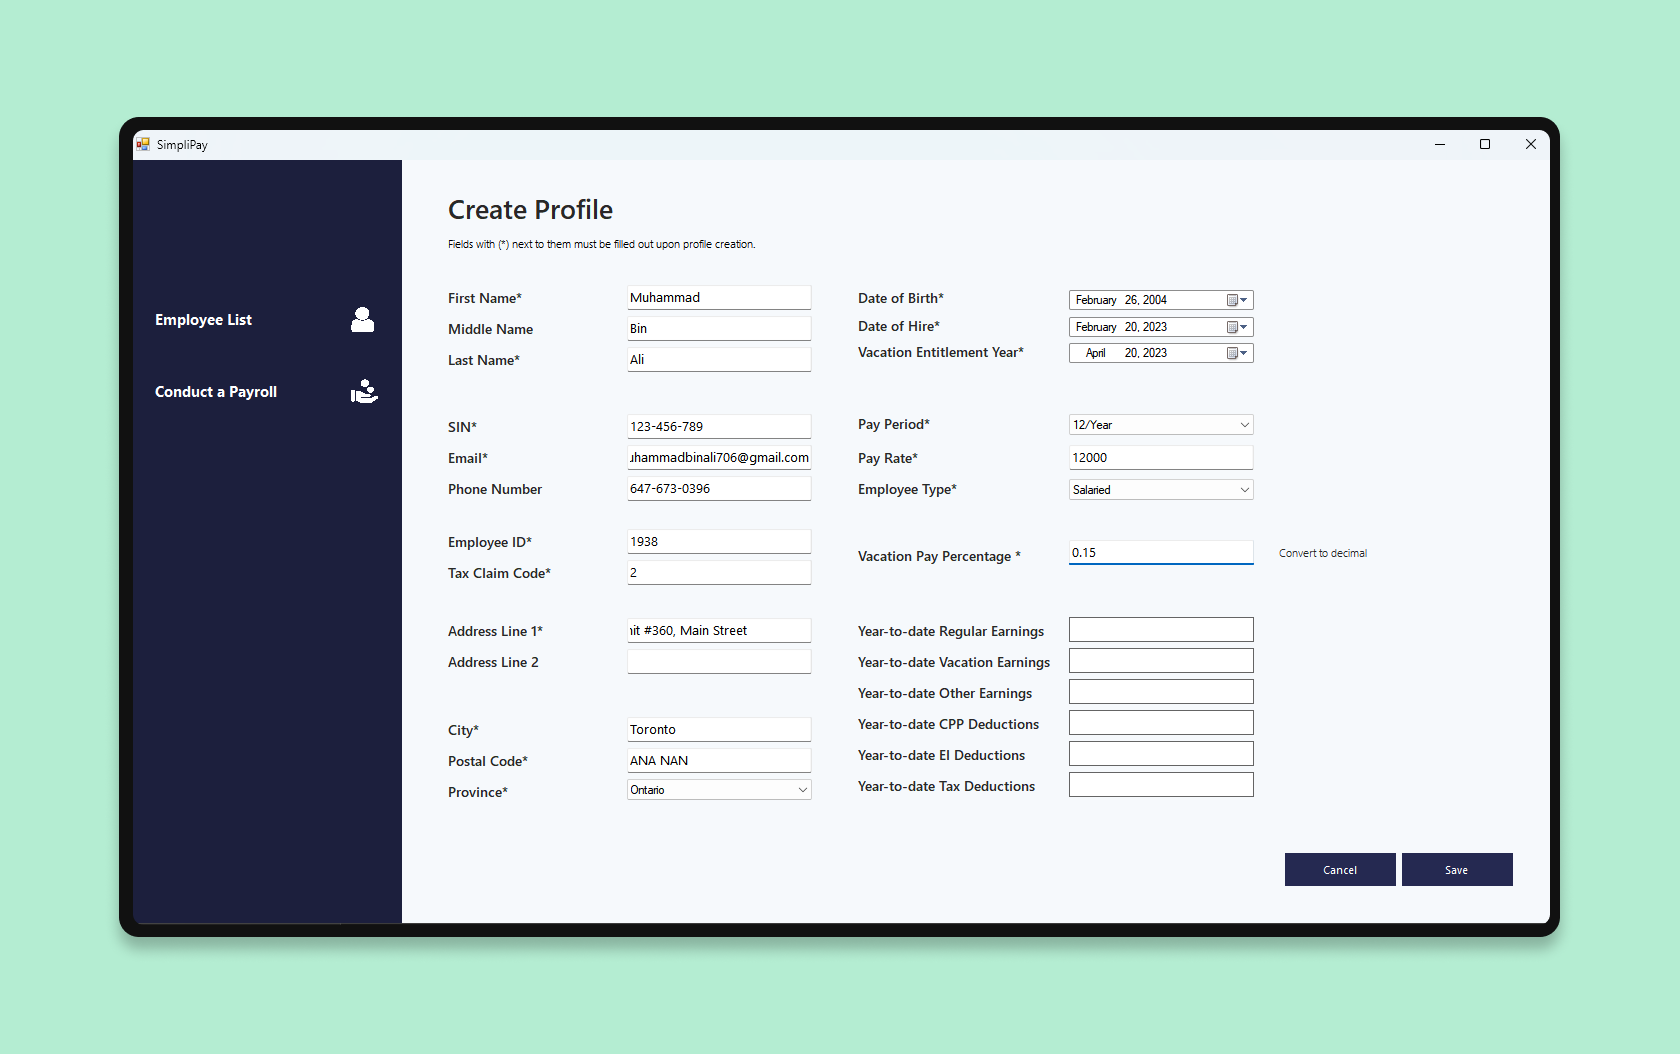 SimpliPay
Employee List
Conduct a Payroll
Create Profile
Fields with (*) next to them must be filled out upon profile creation.
First Name* Muhammad
Middle Name Bin
Last Name* Ali
SIN* 123-456-789
Email* uhammadbinali706@gmail.com
Phone Number 647-673-0396
Employee ID* 1938
Tax Claim Code* 2
Address Line 1* nit #360, Main Street
Address Line 2
City* Toronto
Postal Code* ANA NAN
Province* Ontario
Date of Birth* February 26, 2004
Date of Hire* February 20, 2023
Vacation Entitlement Year* April 20, 2023
Pay Period* 12/Year
Pay Rate* 12000
Employee Type* Salaried
Vacation Pay Percentage * 0.15 Convert to decimal
Year-to-date Regular Earnings
Year-to-date Vacation Earnings
Year-to-date Other Earnings
Year-to-date CPP Deductions
Year-to-date EI Deductions
Year-to-date Tax Deductions
Cancel Save